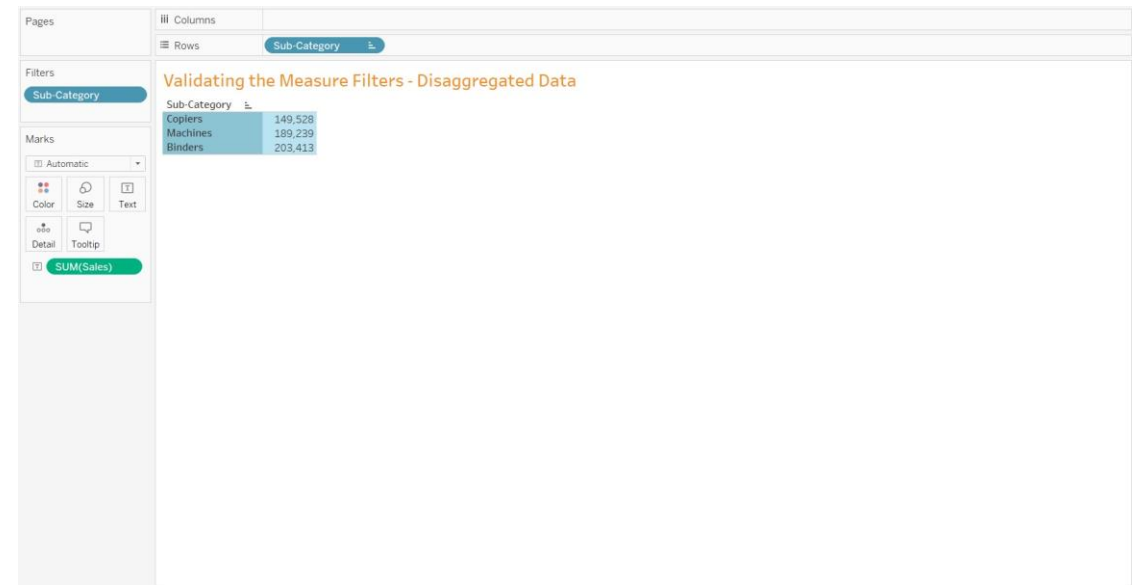 Pages
Columns
Rows
Sub-Category
Filters
Sub-Category
Marks
Automatic
Color Size Text
Detail Tooltip
SUM(Sales)
Validating the Measure Filters - Disaggregated Data
Sub-Category
Copiers 149,528
Machines 189,239
Binders 203,413